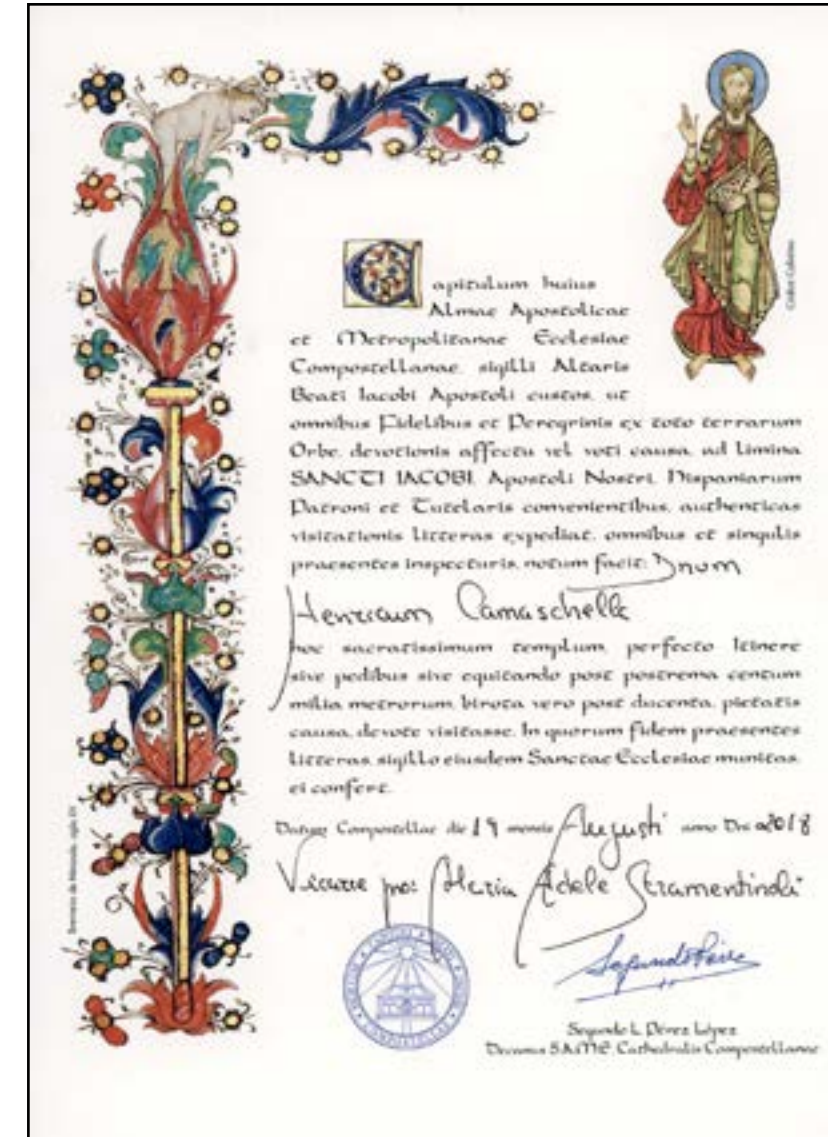 Capitulum huius
Almae Apostolicae
et Metropolitanae Ecclesiae
Compostellanae, sigilli Altaris
Beati Iacobi Apostoli custos, ut
omnibus Fidelibus et Peregrinis ex toto terrarum
Orbe, devotionis affectu vel voti causa, ad limina
SANCTI IACOBI, Apostoli Nostri, Hispaniarum
Patroni et Tutelaris convenientibus, authenticas
visitationis litteras expediat, omnibus et singulis
praesentes inspecturis, notum facit: Dnum
Henricum Camaschella
hoc sacratissimum templum, perfecto Itinere
sive pedibus sive equitando post postrema centum
milia metrorum, birota vero post ducenta, pietatis
causa, devote visitasse. In quorum fidem praesentes
litteras, sigillo eiusdem Sanctae Ecclesiae munitas,
ei confert.
Datum Compostellae die 19 mensis Augusti anno Dni 2018
Vicarie pro: Maria Adele Stramentinoli
Segundo L. Pérez López
Decanus S.A.M.E. Cathedralis Compostellanae
Códice Calixtino